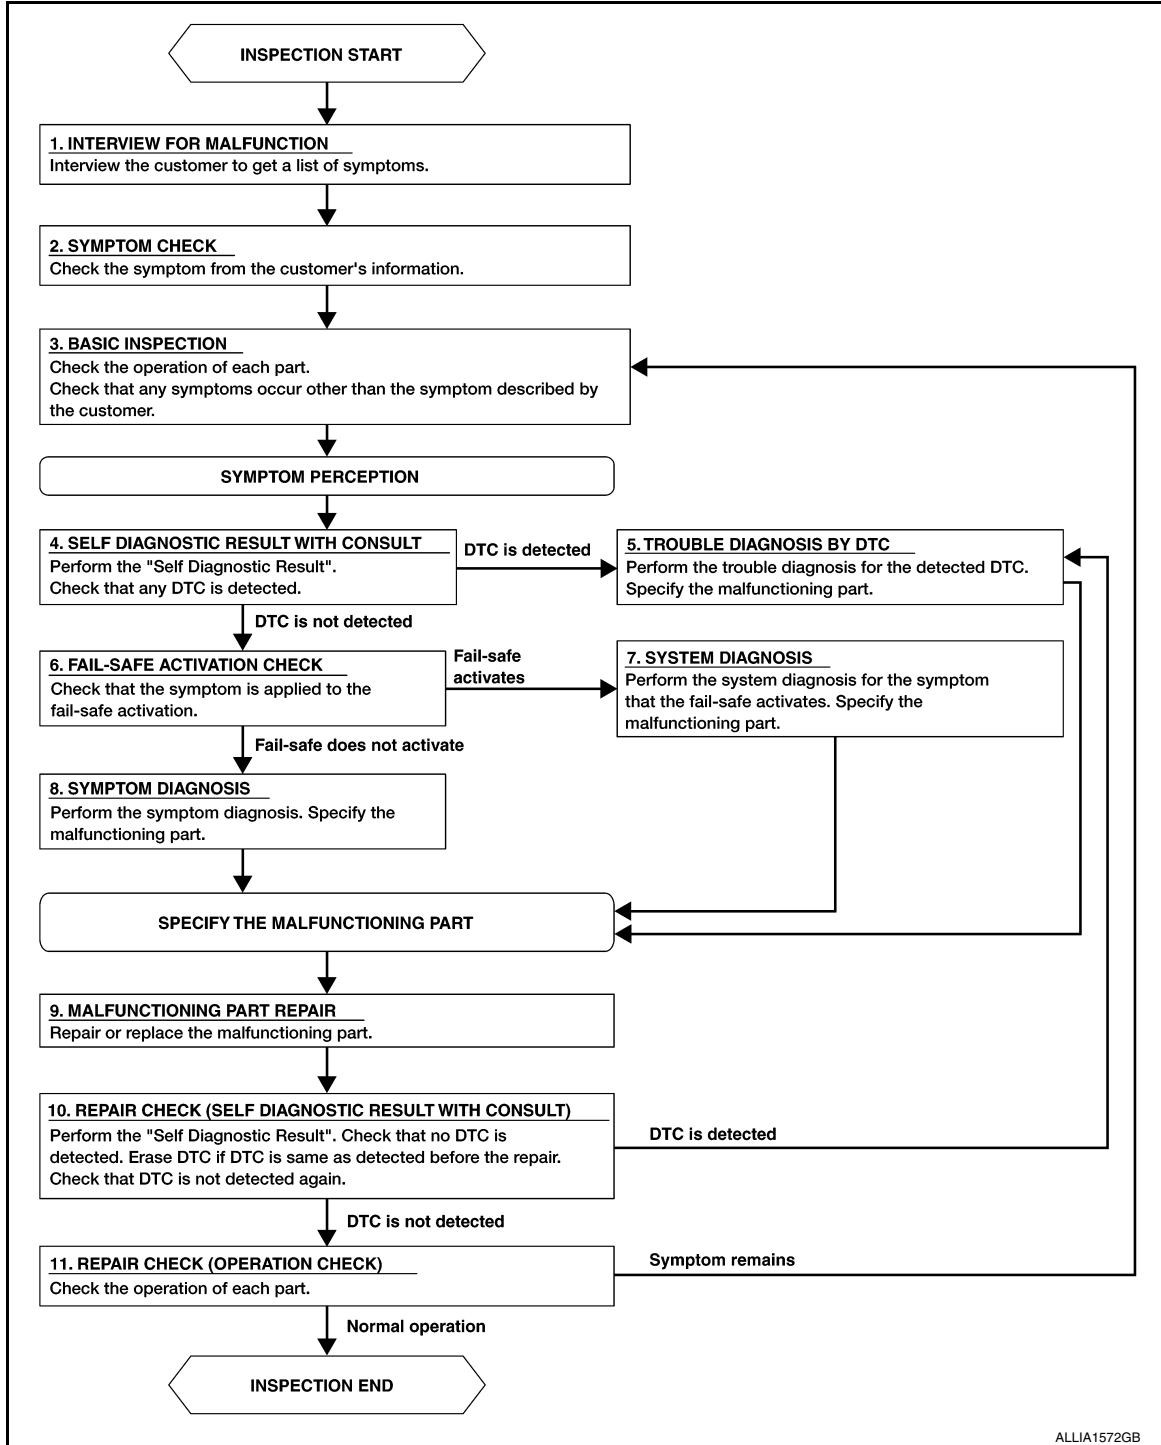 INSPECTION START
1. INTERVIEW FOR MALFUNCTION
Interview the customer to get a list of symptoms.
2. SYMPTOM CHECK
Check the symptom from the customer's information.
3. BASIC INSPECTION
Check the operation of each part.
Check that any symptoms occur other than the symptom described by
the customer.
SYMPTOM PERCEPTION
4. SELF DIAGNOSTIC RESULT WITH CONSULT
Perform the "Self Diagnostic Result".
Check that any DTC is detected.
DTC is detected
5. TROUBLE DIAGNOSIS BY DTC
Perform the trouble diagnosis for the detected DTC.
Specify the malfunctioning part.
DTC is not detected
6. FAIL-SAFE ACTIVATION CHECK
Check that the symptom is applied to the
fail-safe activation.
Fail-safe
activates
7. SYSTEM DIAGNOSIS
Perform the system diagnosis for the symptom
that the fail-safe activates. Specify the
malfunctioning part.
Fail-safe does not activate
8. SYMPTOM DIAGNOSIS
Perform the symptom diagnosis. Specify the
malfunctioning part.
SPECIFY THE MALFUNCTIONING PART
9. MALFUNCTIONING PART REPAIR
Repair or replace the malfunctioning part.
10. REPAIR CHECK (SELF DIAGNOSTIC RESULT WITH CONSULT)
Perform the "Self Diagnostic Result". Check that no DTC is
detected. Erase DTC if DTC is same as detected before the repair.
Check that DTC is not detected again.
DTC is detected
DTC is not detected
11. REPAIR CHECK (OPERATION CHECK)
Check the operation of each part.
Symptom remains
Normal operation
INSPECTION END
ALLIA1572GB